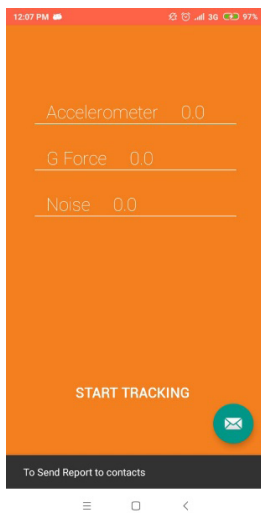 12:07 PM 3G 97%
Accelerometer 0.0
G Force 0.0
Noise 0.0
START TRACKING
To Send Report to contacts